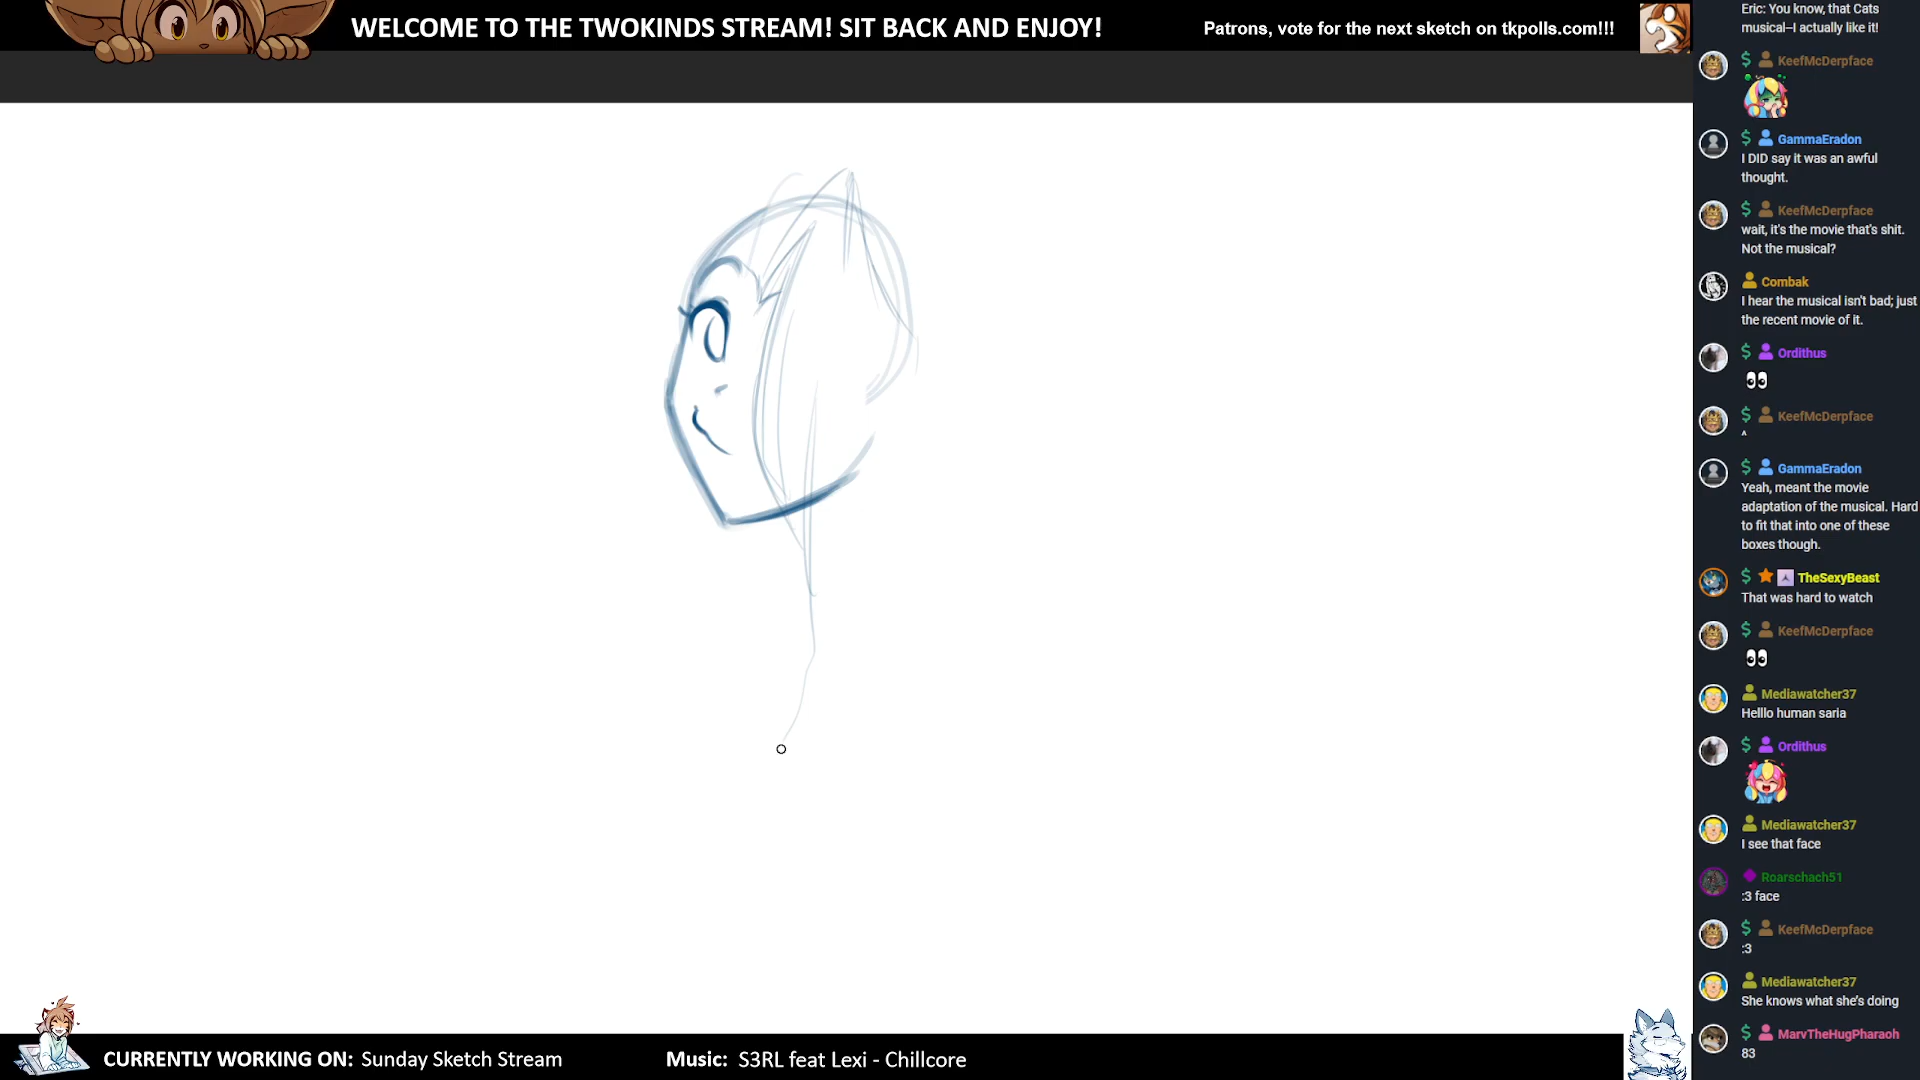 WELCOME TO THE TWOKINDS STREAM! SIT BACK AND ENJOY!
Patrons, vote for the next sketch on tkpolls.com!!!
Eric: You know, that Cats
musical–I actually like it!
KeefMcDerpface
GammaEradon
I DID say it was an awful
thought.
KeefMcDerpface
wait, it's the movie that's shit.
Not the musical?
Combak
I hear the musical isn't bad; just
the recent movie of it.
Ordithus
KeefMcDerpface
^
GammaEradon
Yeah, meant the movie
adaptation of the musical. Hard
to fit that into one of these
boxes though.
TheSexyBeast
That was hard to watch
KeefMcDerpface
Mediawatcher37
Helllo human saria
Ordithus
Mediawatcher37
I see that face
Roarschach51
:3 face
KeefMcDerpface
:3
Mediawatcher37
She knows what she's doing
MarvTheHugPharaoh
83
CURRENTLY WORKING ON: Sunday Sketch Stream
Music: S3RL feat Lexi - Chillcore